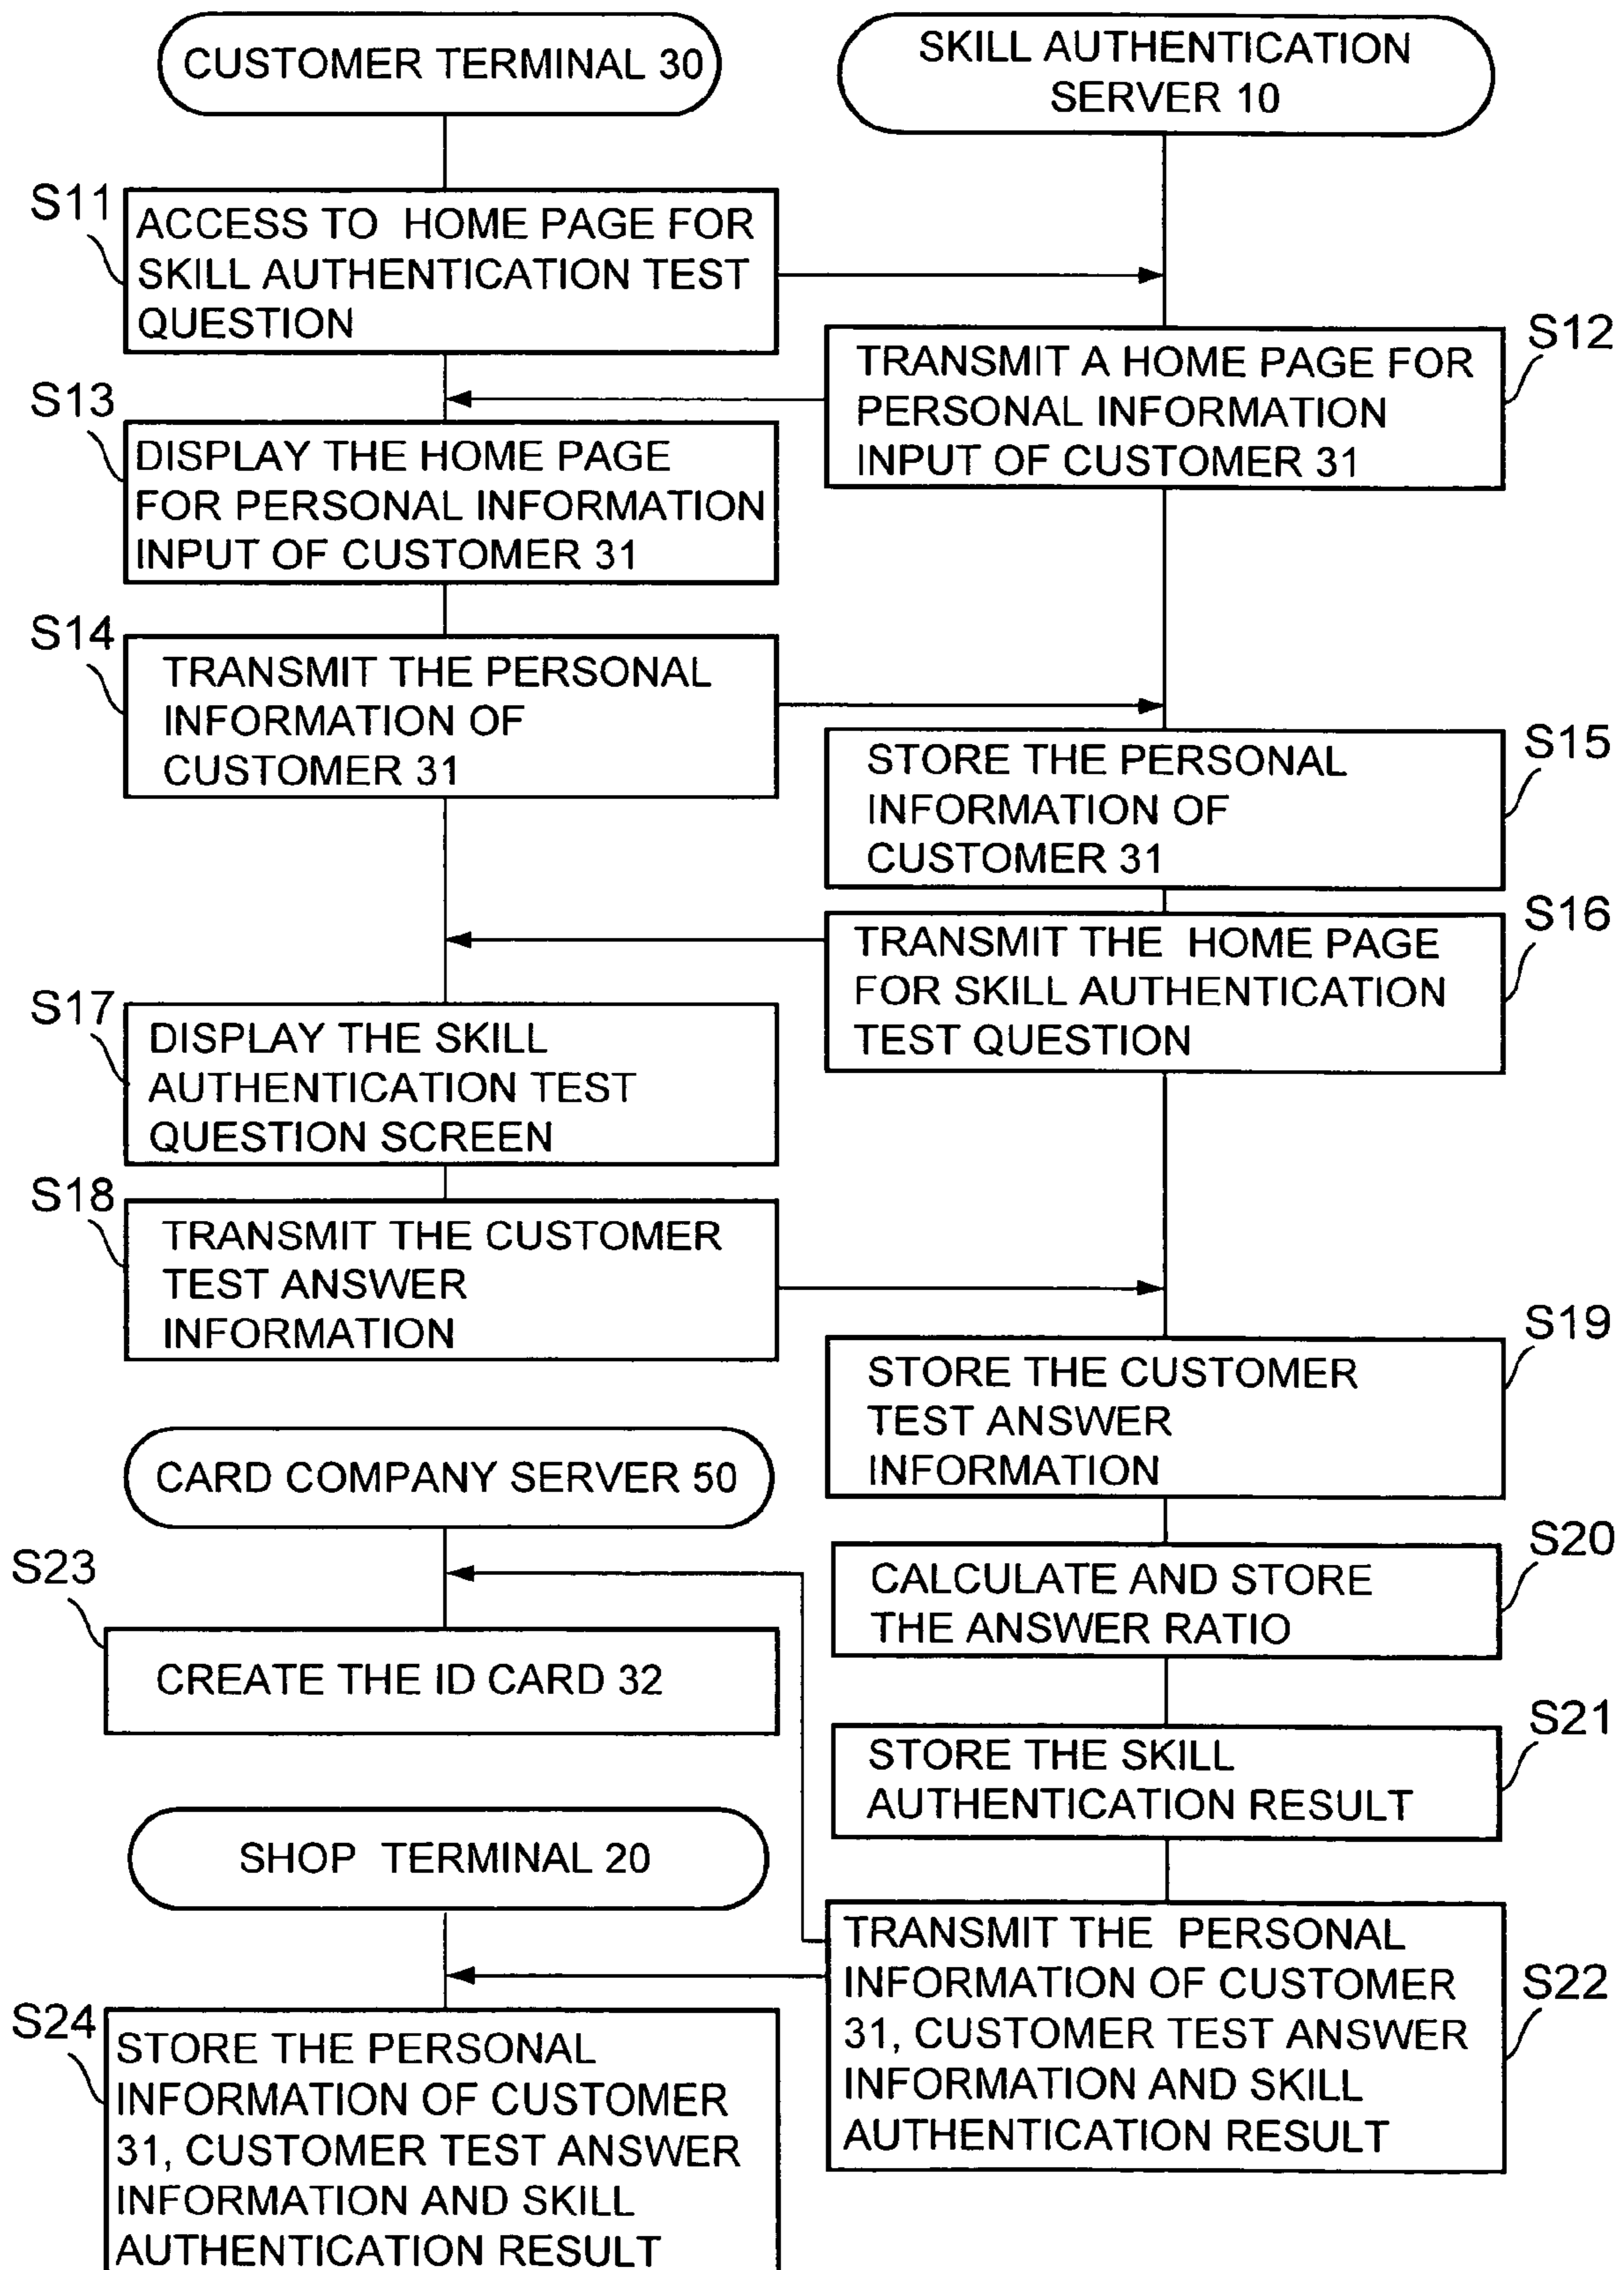 CUSTOMER TERMINAL 30
SKILL AUTHENTICATION
SERVER 10
S11
ACCESS TO HOME PAGE FOR
SKILL AUTHENTICATION TEST
QUESTION
S12
TRANSMIT A HOME PAGE FOR
PERSONAL INFORMATION
INPUT OF CUSTOMER 31
S13
DISPLAY THE HOME PAGE
FOR PERSONAL INFORMATION
INPUT OF CUSTOMER 31
S14
TRANSMIT THE PERSONAL
INFORMATION OF
CUSTOMER 31
S15
STORE THE PERSONAL
INFORMATION OF
CUSTOMER 31
S16
TRANSMIT THE HOME PAGE
FOR SKILL AUTHENTICATION
TEST QUESTION
S17
DISPLAY THE SKILL
AUTHENTICATION TEST
QUESTION SCREEN
S18
TRANSMIT THE CUSTOMER
TEST ANSWER
INFORMATION
S19
STORE THE CUSTOMER
TEST ANSWER
INFORMATION
CARD COMPANY SERVER 50
S20
CALCULATE AND STORE
THE ANSWER RATIO
S23
CREATE THE ID CARD 32
S21
STORE THE SKILL
AUTHENTICATION RESULT
SHOP TERMINAL 20
S22
TRANSMIT THE PERSONAL
INFORMATION OF CUSTOMER
31, CUSTOMER TEST ANSWER
INFORMATION AND SKILL
AUTHENTICATION RESULT
S24
STORE THE PERSONAL
INFORMATION OF CUSTOMER
31, CUSTOMER TEST ANSWER
INFORMATION AND SKILL
AUTHENTICATION RESULT